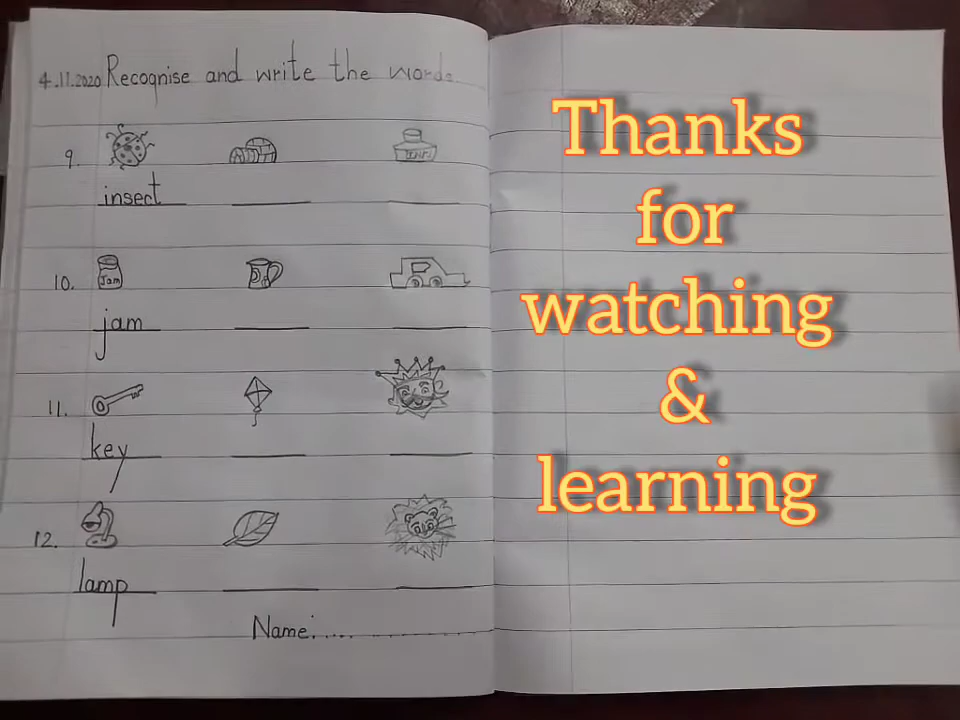 4.11.2020 Recognise and write the words
9.
insect
10. Jam
jam
11.
key
12.
lamp
Name:....
Thanks
for
watching
&
learning